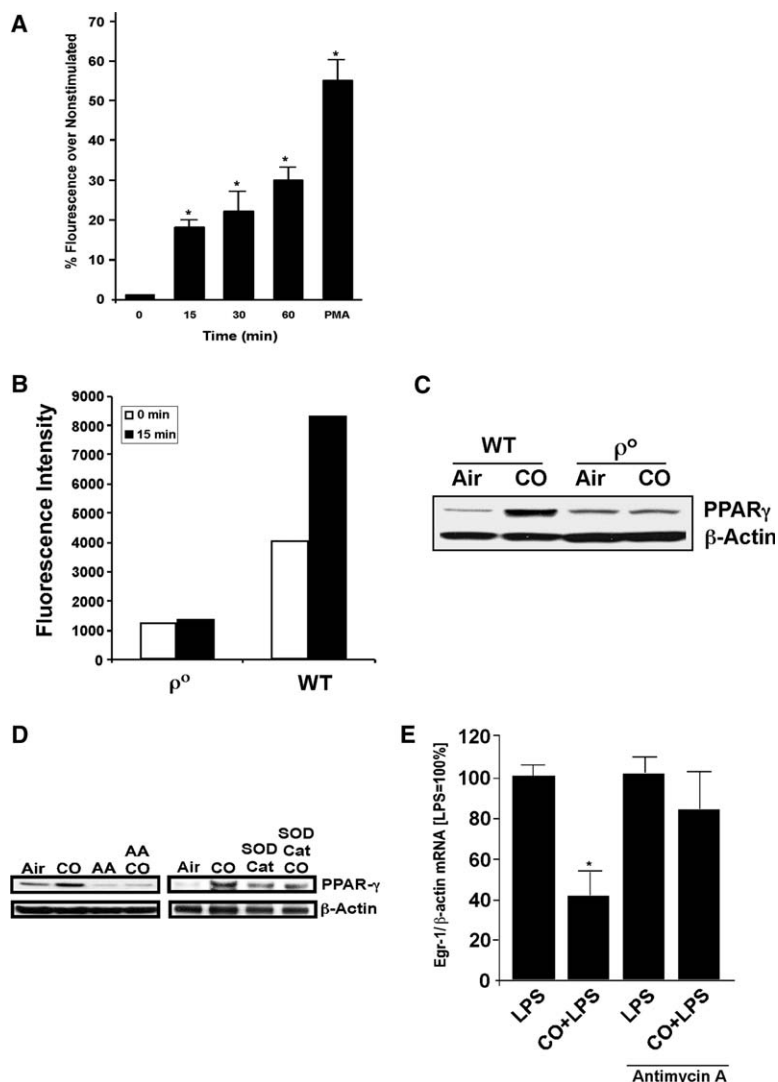 A
% Flourescence over Nonstimulated
70
60
50
40
30
20
10
0
*
*
*
*
0 15 30 60 PMA
Time (min)
B
Fluorescence Intensity
9000
8000
7000
6000
5000
4000
3000
2000
1000
0
0 min
15 min
ρ° WT
C
WT ρ°
Air CO Air CO
PPARγ
β-Actin
D
Air CO AA AA CO
Air CO SOD Cat SOD Cat CO
PPAR-γ
β-Actin
E
Egr-1/β-actin mRNA [LPS=100%]
120
100
80
60
40
20
0
*
LPS CO+LPS LPS CO+LPS
Antimycin A